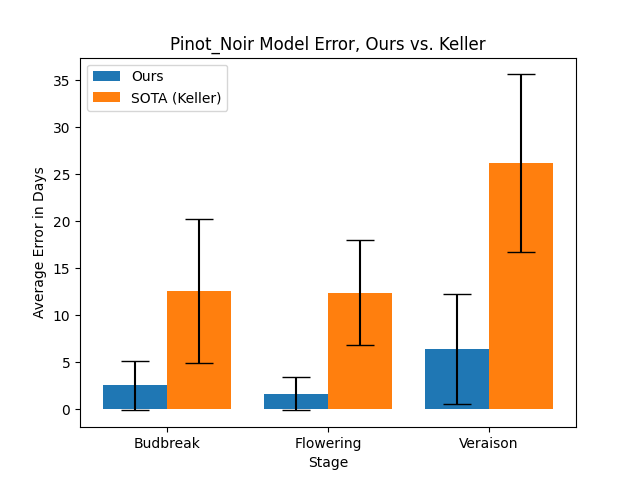 Pinot_Noir Model Error, Ours vs. Keller
Ours
SOTA (Keller)
Average Error in Days
35
30
25
20
15
10
5
0
Budbreak
Flowering
Veraison
Stage